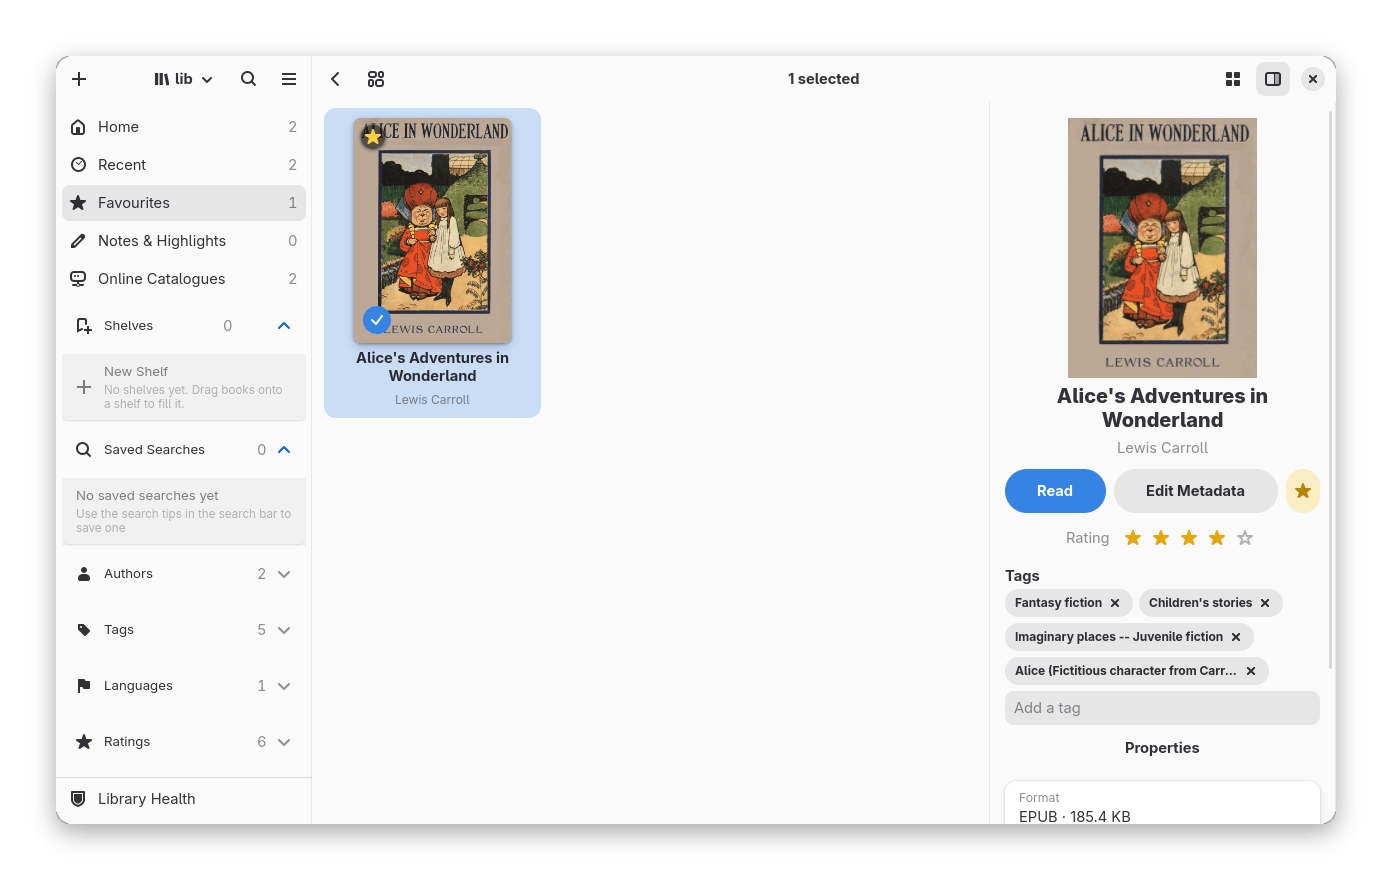 lib
1 selected
Home 2
Recent 2
Favourites 1
Notes & Highlights 0
Online Catalogues 2
Shelves 0
New Shelf
No shelves yet. Drag books onto
a shelf to fill it.
Saved Searches 0
No saved searches yet
Use the search tips in the search bar to
save one
Authors 2
Tags 5
Languages 1
Ratings 6
Library Health
ALICE IN WONDERLAND
LEWIS CARROLL
Alice's Adventures in
Wonderland
Lewis Carroll
ALICE IN WONDERLAND
LEWIS CARROLL
Alice's Adventures in
Wonderland
Lewis Carroll
Read Edit Metadata
Rating
Tags
Fantasy fiction Children's stories
Imaginary places -- Juvenile fiction
Alice (Fictitious character from Carr...
Add a tag
Properties
Format
EPUB · 185.4 KB